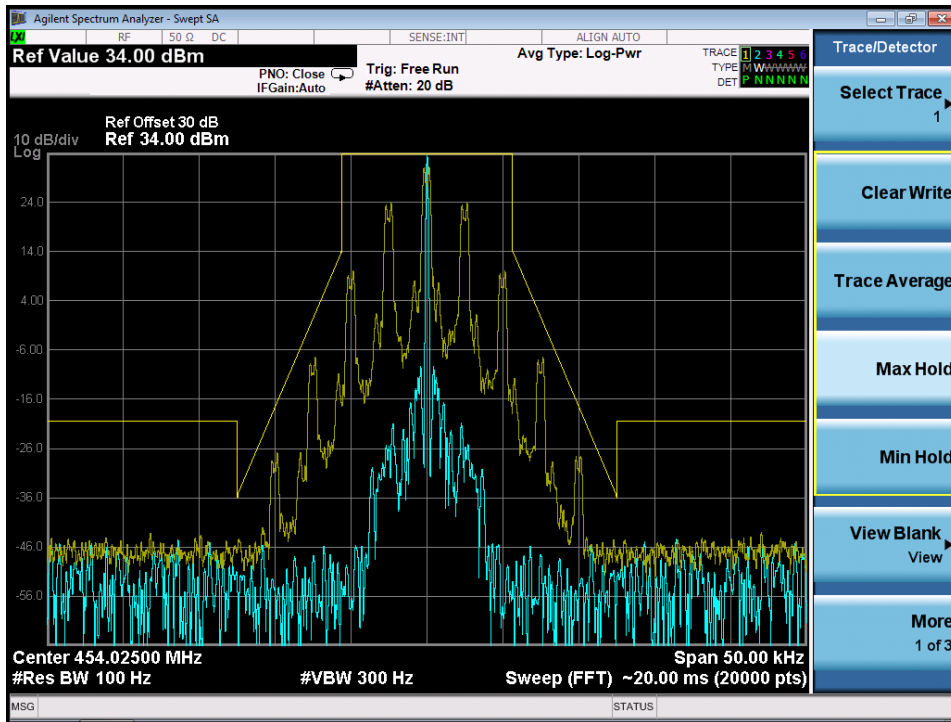 Agilent Spectrum Analyzer - Swept SA
LXI RF 50 Ω DC SENSE:INT ALIGN AUTO
Ref Value 34.00 dBm
PNO: Close
IFGain:Auto
Trig: Free Run
#Atten: 20 dB
Avg Type: Log-Pwr
TRACE 1 2 3 4 5 6
TYPE M W W W W W
DET P N N N N N
Ref Offset 30 dB
10 dB/div Ref 34.00 dBm
Log
24.0
14.0
4.00
-6.00
-16.0
-26.0
-36.0
-46.0
-56.0
Center 454.02500 MHz Span 50.00 kHz
#Res BW 100 Hz #VBW 300 Hz Sweep (FFT) ~20.00 ms (20000 pts)
MSG STATUS
Trace/Detector
Select Trace
1
Clear Write
Trace Average
Max Hold
Min Hold
View Blank
View
More
1 of 3